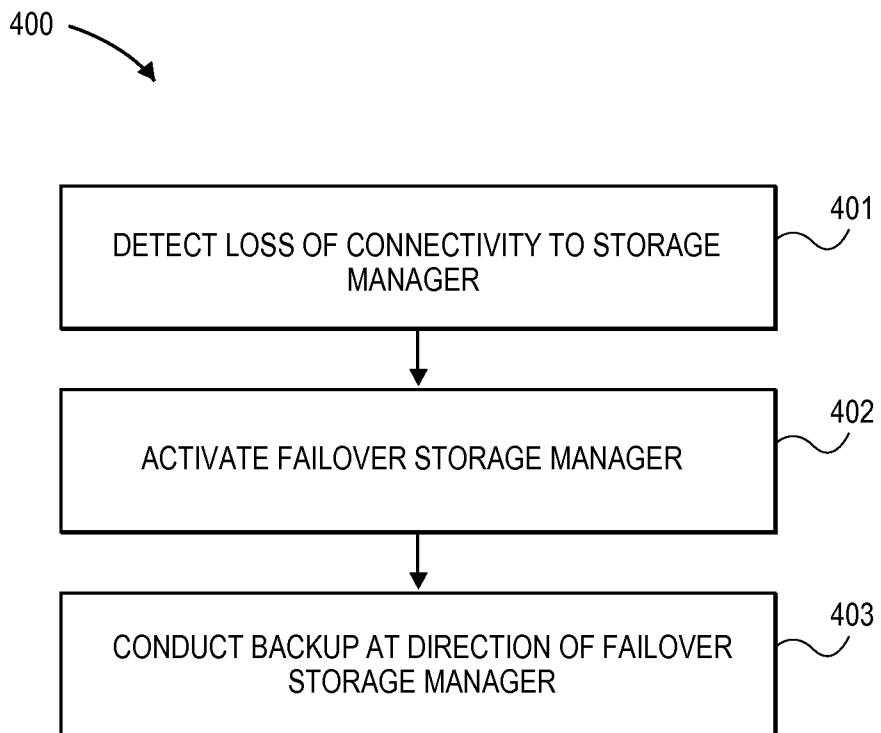 400
401
DETECT LOSS OF CONNECTIVITY TO STORAGE
MANAGER
402
ACTIVATE FAILOVER STORAGE MANAGER
403
CONDUCT BACKUP AT DIRECTION OF FAILOVER
STORAGE MANAGER